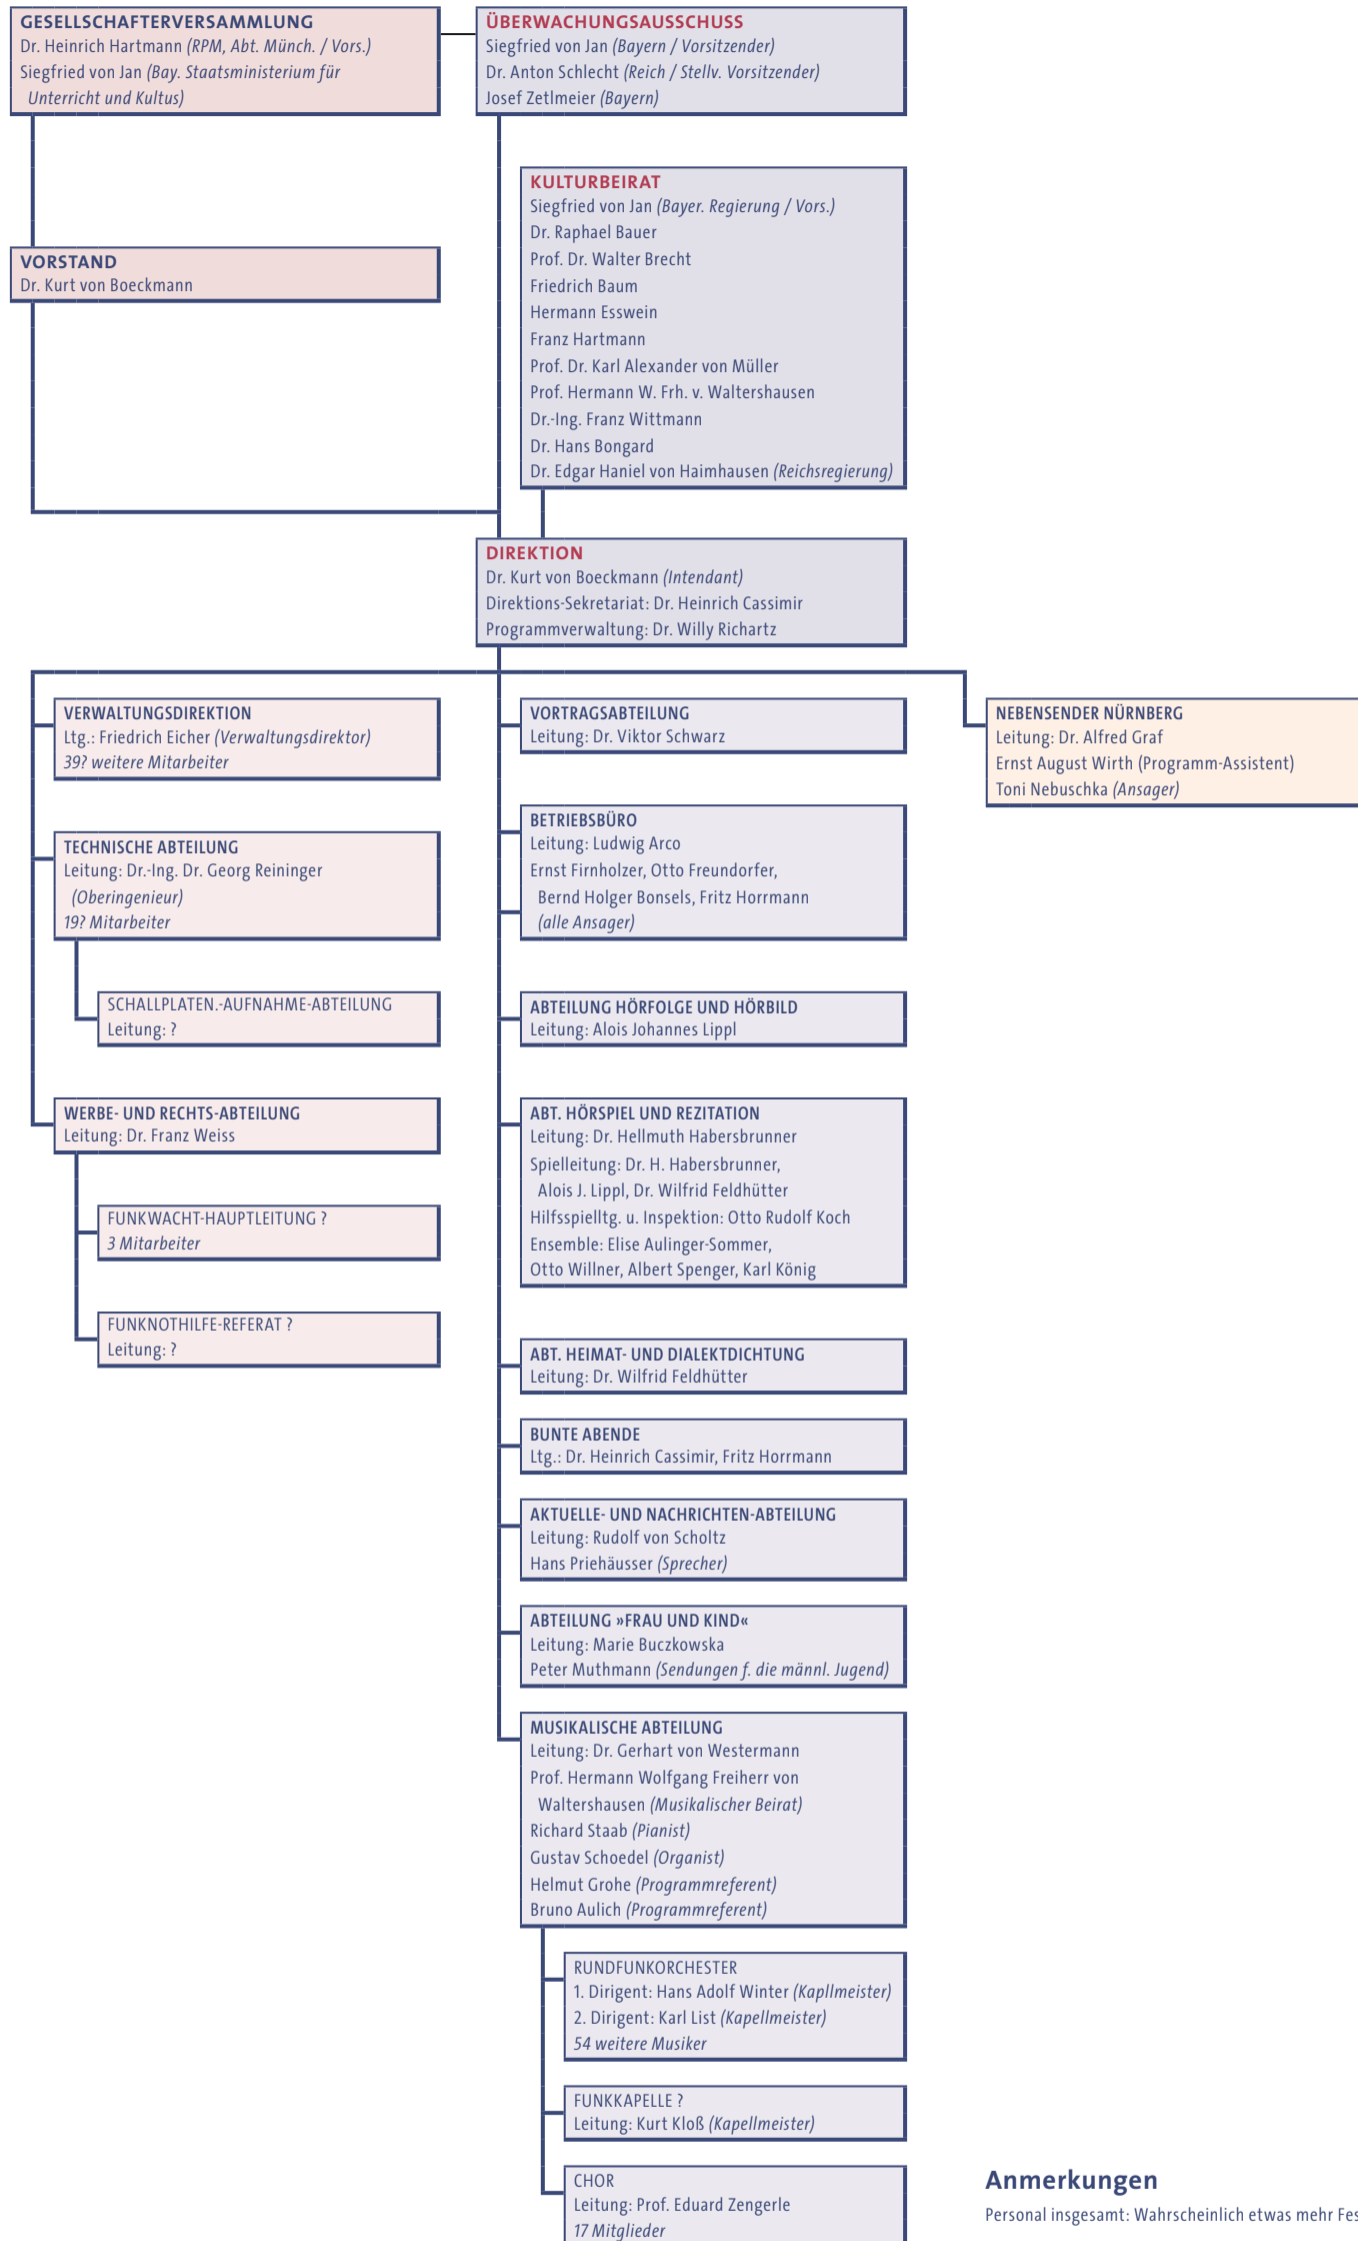 GESELLSCHAFTERVERSAMMLUNG
Dr. Heinrich Hartmann (RPM, Abt. Münch. / Vors.)
Siegfried von Jan (Bay. Staatsministerium für
Unterricht und Kultus)
ÜBERWACHUNGSAUSSCHUSS
Siegfried von Jan (Bayern / Vorsitzender)
Dr. Anton Schlecht (Reich / Stellv. Vorsitzender)
Josef Zetlmeier (Bayern)
KULTURBEIRAT
Siegfried von Jan (Bayer. Regierung / Vors.)
Dr. Raphael Bauer
Prof. Dr. Walter Brecht
Friedrich Baum
Hermann Esswein
Franz Hartmann
Prof. Dr. Karl Alexander von Müller
Prof. Hermann W. Frh. v. Waltershausen
Dr.-Ing. Franz Wittmann
Dr. Hans Bongard
Dr. Edgar Haniel von Haimhausen (Reichsregierung)
VORSTAND
Dr. Kurt von Boeckmann
DIREKTION
Dr. Kurt von Boeckmann (Intendant)
Direktions-Sekretariat: Dr. Heinrich Cassimir
Programmverwaltung: Dr. Willy Richartz
VERWALTUNGSDIREKTION
Ltg.: Friedrich Eicher (Verwaltungsdirektor)
39? weitere Mitarbeiter
TECHNISCHE ABTEILUNG
Leitung: Dr.-Ing. Dr. Georg Reininger
(Oberingenieur)
19? Mitarbeiter
SCHALLPLATEN.-AUFNAHME-ABTEILUNG
Leitung: ?
WERBE- UND RECHTS-ABTEILUNG
Leitung: Dr. Franz Weiss
FUNKWACHT-HAUPTLEITUNG ?
3 Mitarbeiter
FUNKNOTHILFE-REFERAT ?
Leitung: ?
VORTRAGSABTEILUNG
Leitung: Dr. Viktor Schwarz
BETRIEBSBÜRO
Leitung: Ludwig Arco
Ernst Firnholzer, Otto Freundorfer,
Bernd Holger Bonsels, Fritz Horrmann
(alle Ansager)
ABTEILUNG HÖRFOLGE UND HÖRBILD
Leitung: Alois Johannes Lippl
ABT. HÖRSPIEL UND REZITATION
Leitung: Dr. Hellmuth Habersbrunner
Spielleitung: Dr. H. Habersbrunner,
Alois J. Lippl, Dr. Wilfrid Feldhütter
Hilfsspielltg. u. Inspektion: Otto Rudolf Koch
Ensemble: Elise Aulinger-Sommer,
Otto Willner, Albert Spenger, Karl König
ABT. HEIMAT- UND DIALEKTDICHTUNG
Leitung: Dr. Wilfrid Feldhütter
BUNTE ABENDE
Ltg.: Dr. Heinrich Cassimir, Fritz Horrmann
AKTUELLE- UND NACHRICHTEN-ABTEILUNG
Leitung: Rudolf von Scholtz
Hans Priehäusser (Sprecher)
ABTEILUNG »FRAU UND KIND«
Leitung: Marie Buczkowska
Peter Muthmann (Sendungen f. die männl. Jugend)
MUSIKALISCHE ABTEILUNG
Leitung: Dr. Gerhart von Westermann
Prof. Hermann Wolfgang Freiherr von
Waltershausen (Musikalischer Beirat)
Richard Staab (Pianist)
Gustav Schoedel (Organist)
Helmut Grohe (Programmreferent)
Bruno Aulich (Programmreferent)
RUNDFUNKORCHESTER
1. Dirigent: Hans Adolf Winter (Kapllmeister)
2. Dirigent: Karl List (Kapellmeister)
54 weitere Musiker
FUNKKAPELLE ?
Leitung: Kurt Kloß (Kapellmeister)
CHOR
Leitung: Prof. Eduard Zengerle
17 Mitglieder
NEBENSENDER NÜRNBERG
Leitung: Dr. Alfred Graf
Ernst August Wirth (Programm-Assistent)
Toni Nebuschka (Ansager)
Anmerkungen
Personal insgesamt: Wahrscheinlich etwas mehr Fes